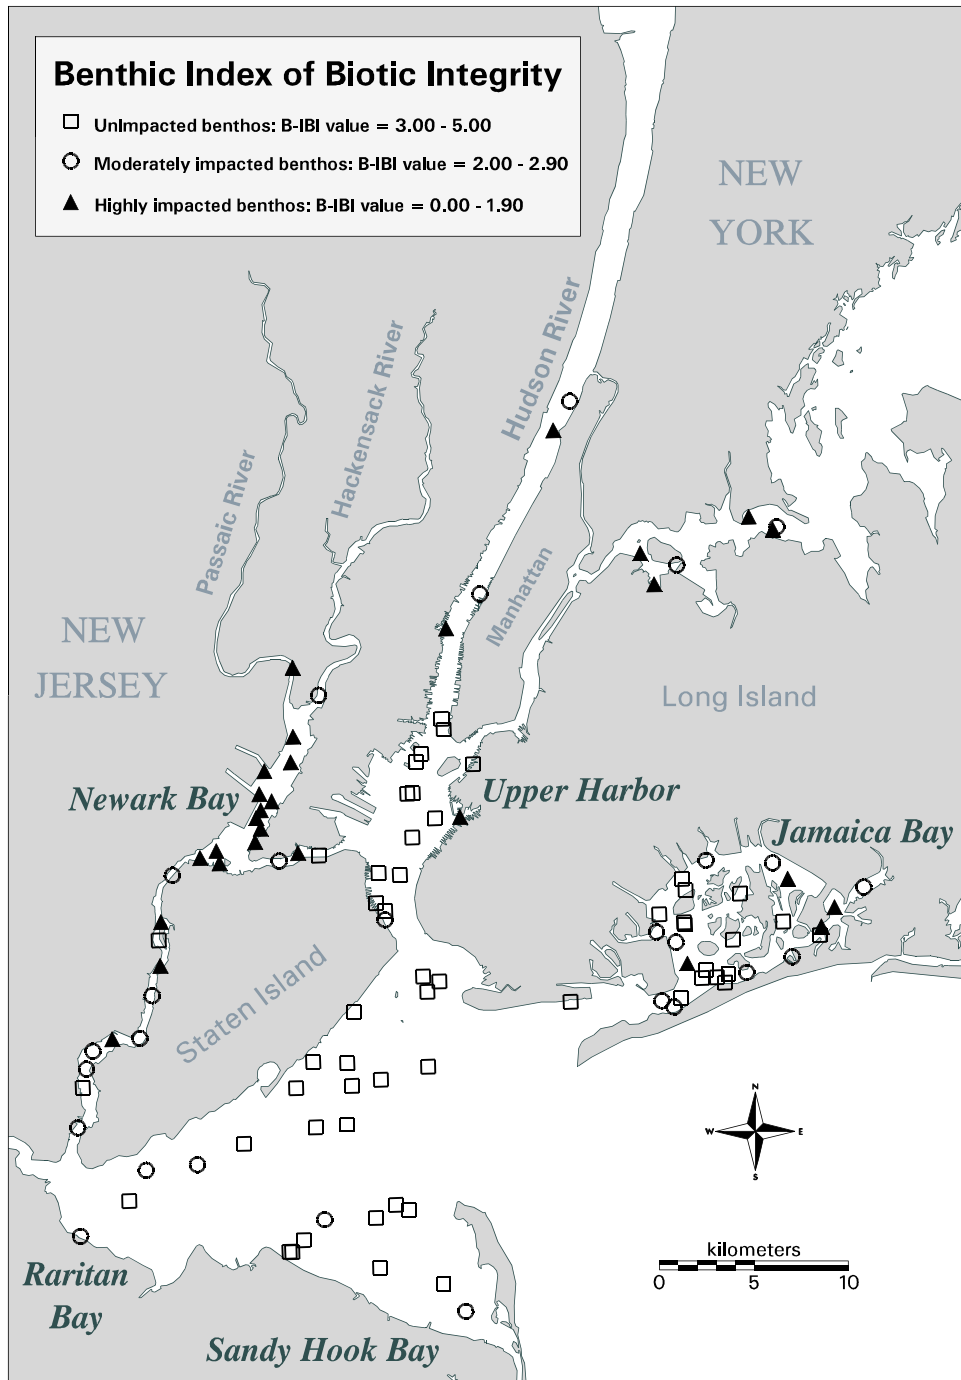 Benthic Index of Biotic Integrity
UnImpacted benthos: B-IBI value = 3.00 - 5.00
Moderately impacted benthos: B-IBI value = 2.00 - 2.90
Highly impacted benthos: B-IBI value = 0.00 - 1.90
NEW
YORK
Hudson River
Hackensack River
Passaic River
Manhattan
NEW
JERSEY
Long Island
Newark Bay
Upper Harbor
Jamaica Bay
Staten Island
N
W
E
S
kilometers
0
5
10
Raritan
Bay
Sandy Hook Bay